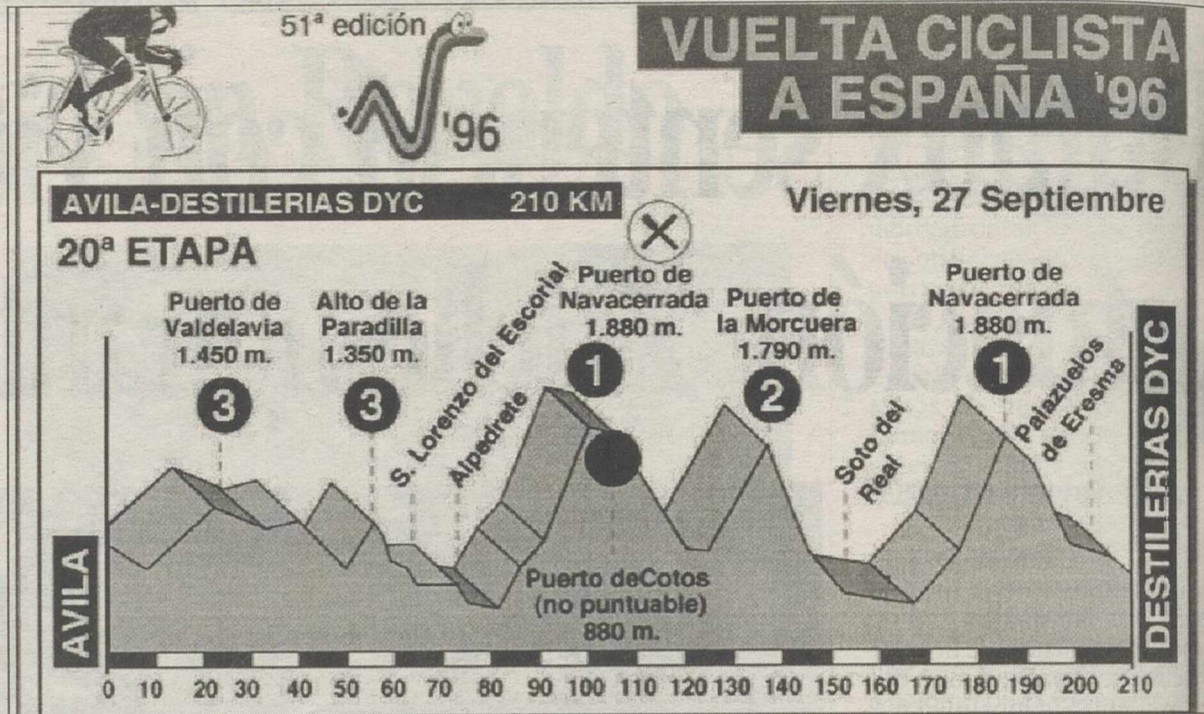 51ª edición
'96
VUELTA CICLISTA
A ESPAÑA '96
AVILA-DESTILERIAS DYC 210 KM
Viernes, 27 Septiembre
20ª ETAPA
Puerto de
Valdelavia
1.450 m.
3
Alto de la
Paradilla
1.350 m.
3
S. Lorenzo del Escorial
Alpedrete
Puerto de
Navacerrada
1.880 m.
1
Puerto deCotos
(no puntuable)
880 m.
Puerto de
la Morcuera
1.790 m.
2
Soto del
Real
Puerto de
Navacerrada
1.880 m.
1
Palazuelos
de Eresma
AVILA
DESTILERIAS DYC
0 10 20 30 40 50 60 70 80 90 100 110 120 130 140 150 160 170 180 190 200 210